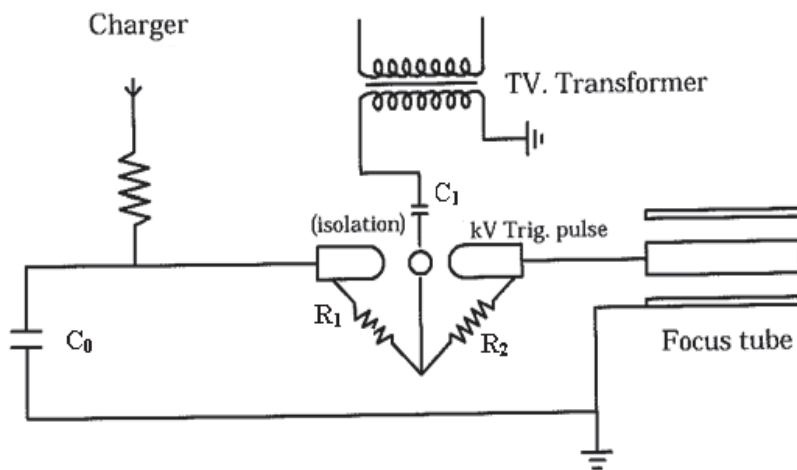 Charger
TV. Transformer
C₁
(isolation)
kV Trig. pulse
R₁
R₂
C₀
Focus tube